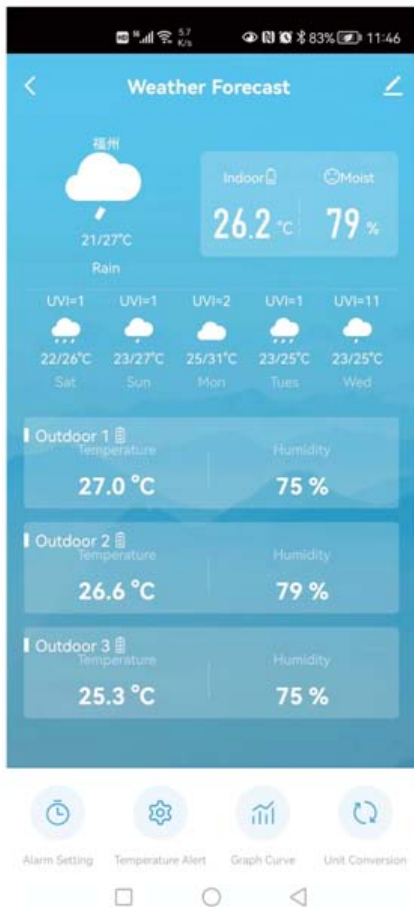 HD 5.7 K/s 83% 11:46
Weather Forecast
福州
21/27°C
Rain
Indoor Moist
26.2 °C 79 %
UVI=1 UVI=1 UVI=2 UVI=1 UVI=11
22/26°C 23/27°C 25/31°C 23/25°C 23/25°C
Sat Sun Mon Tues Wed
Outdoor 1
Temperature Humidity
27.0 °C 75 %
Outdoor 2
Temperature Humidity
26.6 °C 79 %
Outdoor 3
Temperature Humidity
25.3 °C 75 %
Alarm Setting Temperature Alert Graph Curve Unit Conversion